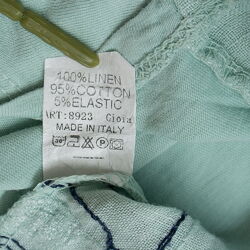 100%LINEN
95%COTTON
5%ELASTIC
ART:8923 Gioia
MADE IN ITALY